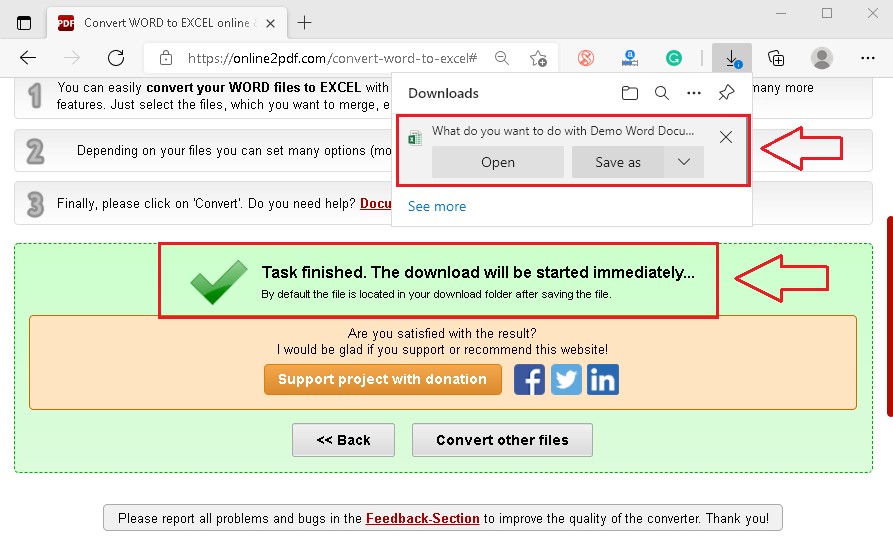 PDF
Convert WORD to EXCEL online &
https://online2pdf.com/convert-word-to-excel#
Downloads
What do you want to do with Demo Word Docu...
Open
Save as
See more
1
You can easily convert your WORD files to EXCEL with
many more
features. Just select the files, which you want to merge, e
2
Depending on your files you can set many options (mo
3
Finally, please click on 'Convert'. Do you need help? Docu
Task finished. The download will be started immediately...
By default the file is located in your download folder after saving the file.
Are you satisfied with the result?
I would be glad if you support or recommend this website!
Support project with donation
f
in
<< Back
Convert other files
Please report all problems and bugs in the Feedback-Section to improve the quality of the converter. Thank you!